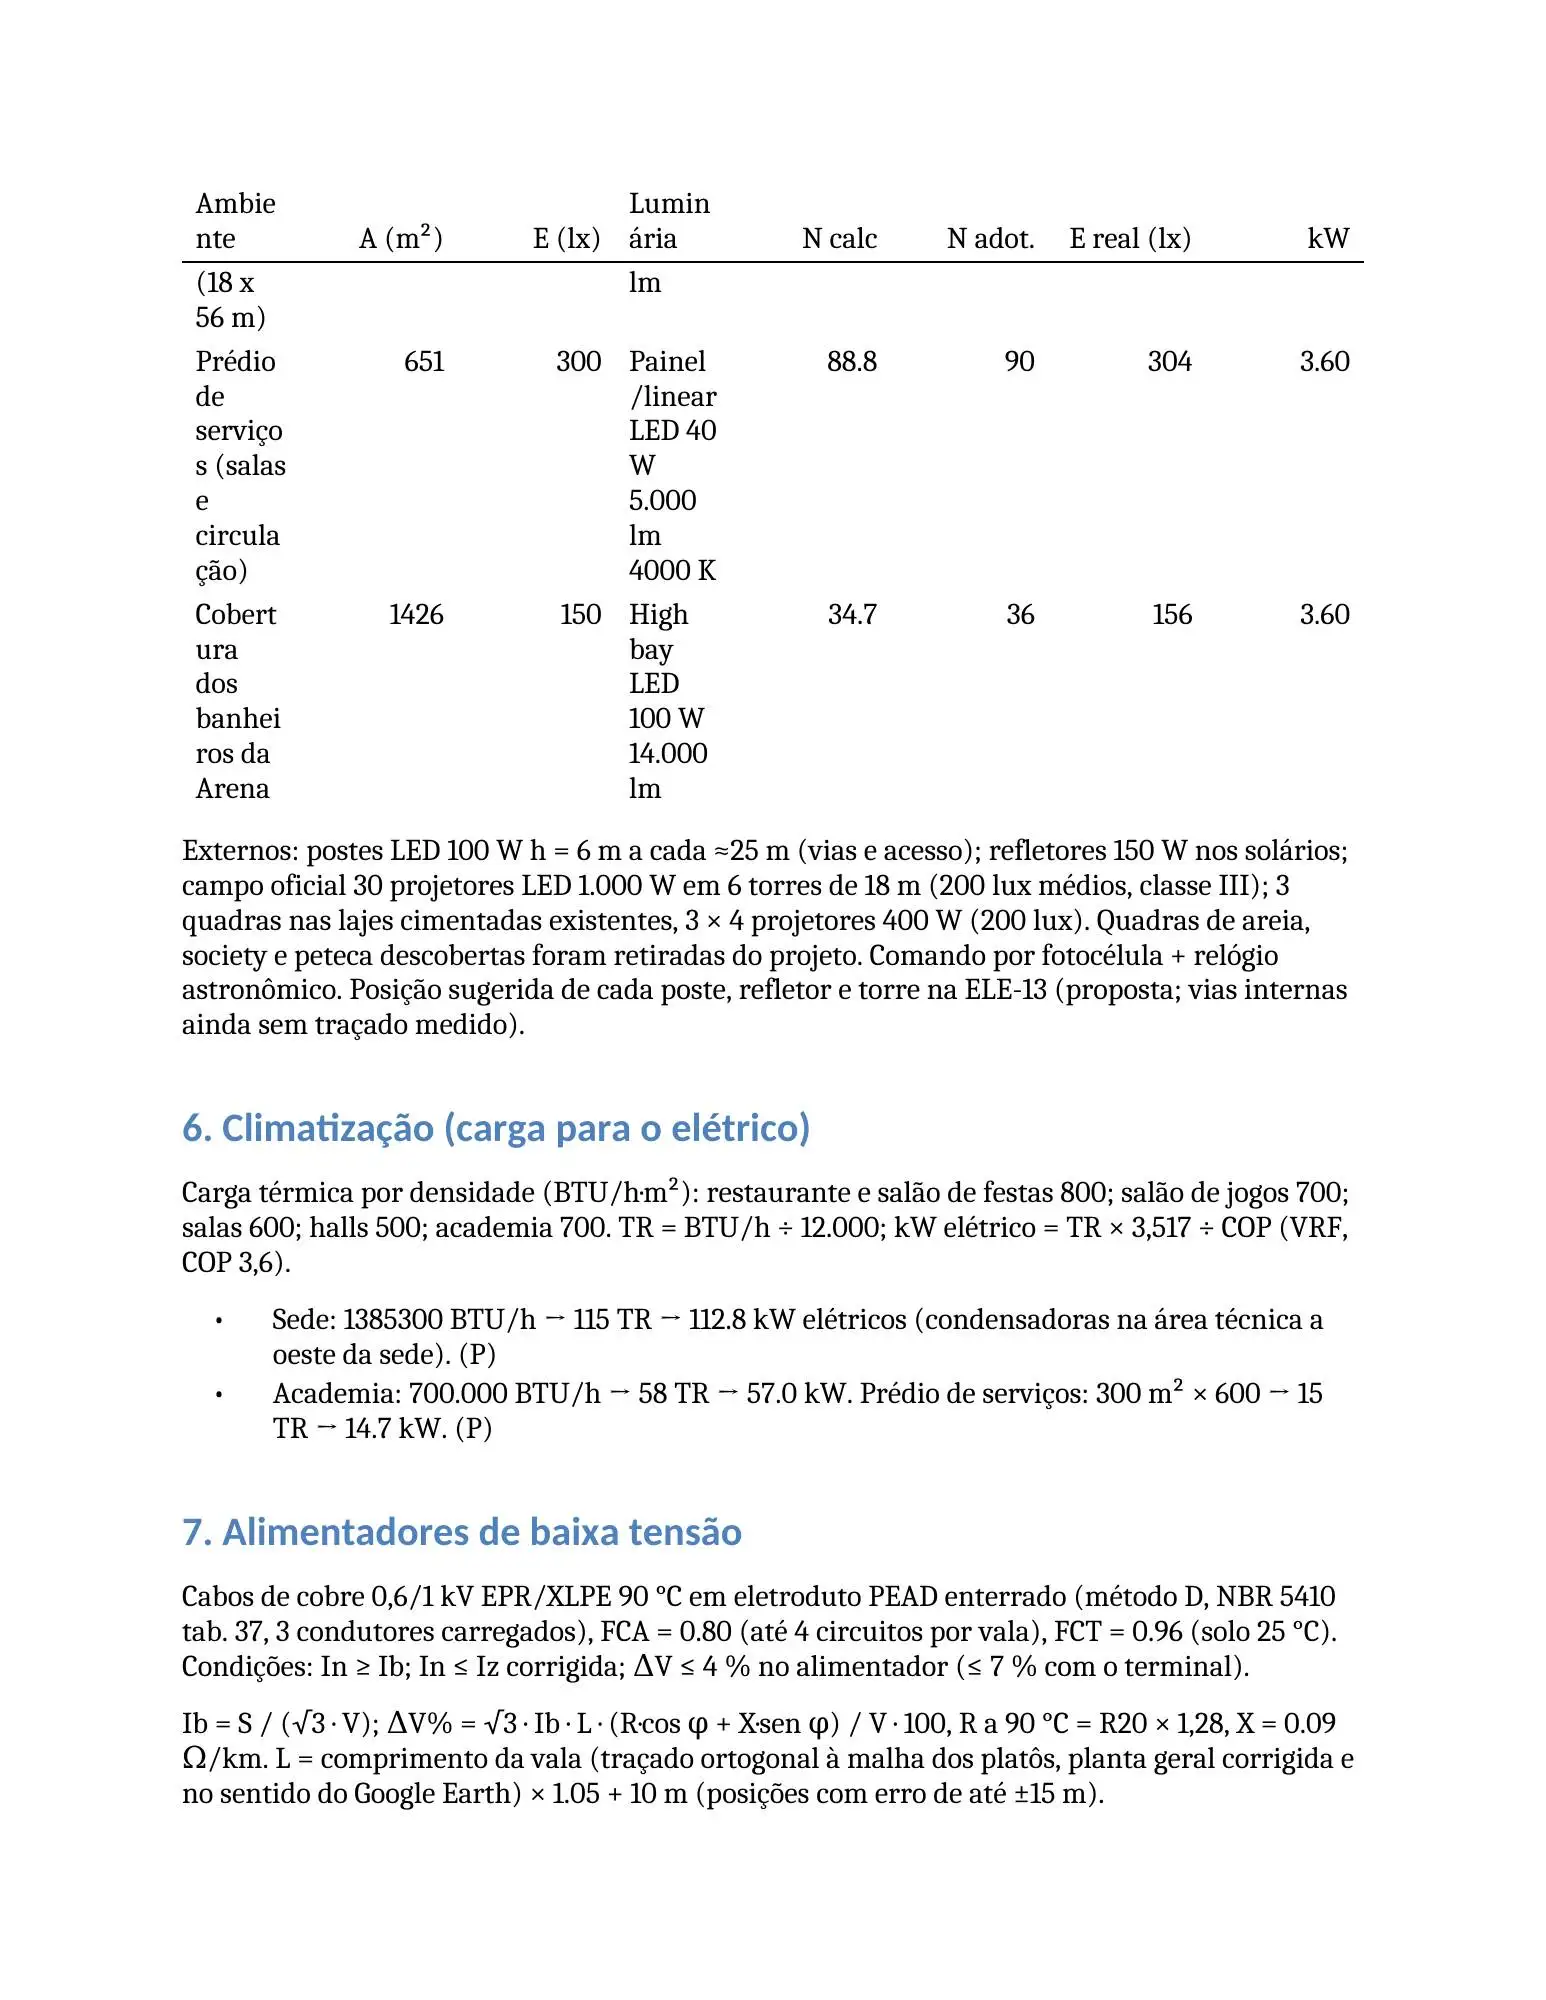 Ambie
nte
A (m²)
E (lx)
Lumin
ária
N calc
N adot.
E real (lx)
kW
(18 x
56 m)
lm
Prédio
de
serviço
s (salas
e
circula
ção)
651
300
Painel
/linear
LED 40
W
5.000
lm
4000 K
88.8
90
304
3.60
Cobert
ura
dos
banhei
ros da
Arena
1426
150
High
bay
LED
100 W
14.000
lm
34.7
36
156
3.60
Externos: postes LED 100 W h = 6 m a cada ≈25 m (vias e acesso); refletores 150 W nos solários;
campo oficial 30 projetores LED 1.000 W em 6 torres de 18 m (200 lux médios, classe III); 3
quadras nas lajes cimentadas existentes, 3 × 4 projetores 400 W (200 lux). Quadras de areia,
society e peteca descobertas foram retiradas do projeto. Comando por fotocélula + relógio
astronômico. Posição sugerida de cada poste, refletor e torre na ELE-13 (proposta; vias internas
ainda sem traçado medido).
6. Climatização (carga para o elétrico)
Carga térmica por densidade (BTU/h·m²): restaurante e salão de festas 800; salão de jogos 700;
salas 600; halls 500; academia 700. TR = BTU/h ÷ 12.000; kW elétrico = TR × 3,517 ÷ COP (VRF,
COP 3,6).
• Sede: 1385300 BTU/h → 115 TR → 112.8 kW elétricos (condensadoras na área técnica a
oeste da sede). (P)
• Academia: 700.000 BTU/h → 58 TR → 57.0 kW. Prédio de serviços: 300 m² × 600 → 15
TR → 14.7 kW. (P)
7. Alimentadores de baixa tensão
Cabos de cobre 0,6/1 kV EPR/XLPE 90 °C em eletroduto PEAD enterrado (método D, NBR 5410
tab. 37, 3 condutores carregados), FCA = 0.80 (até 4 circuitos por vala), FCT = 0.96 (solo 25 °C).
Condições: In ≥ Ib; In ≤ Iz corrigida; ΔV ≤ 4 % no alimentador (≤ 7 % com o terminal).
Ib = S / (√3 · V); ΔV% = √3 · Ib · L · (R·cos φ + X·sen φ) / V · 100, R a 90 °C = R20 × 1,28, X = 0.09
Ω/km. L = comprimento da vala (traçado ortogonal à malha dos platôs, planta geral corrigida e
no sentido do Google Earth) × 1.05 + 10 m (posições com erro de até ±15 m).